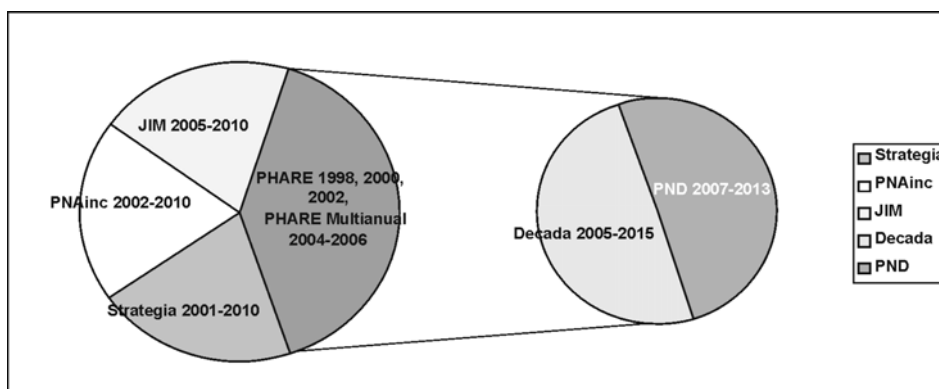 JIM 2005-2010
PHARE 1998, 2000,
2002,
PHARE Multianual
2004-2006
PNAinc 2002-2010
Strategia 2001-2010
PND 2007-2013
Decada 2005-2015
Strategia
PNAinc
JIM
Decada
PND